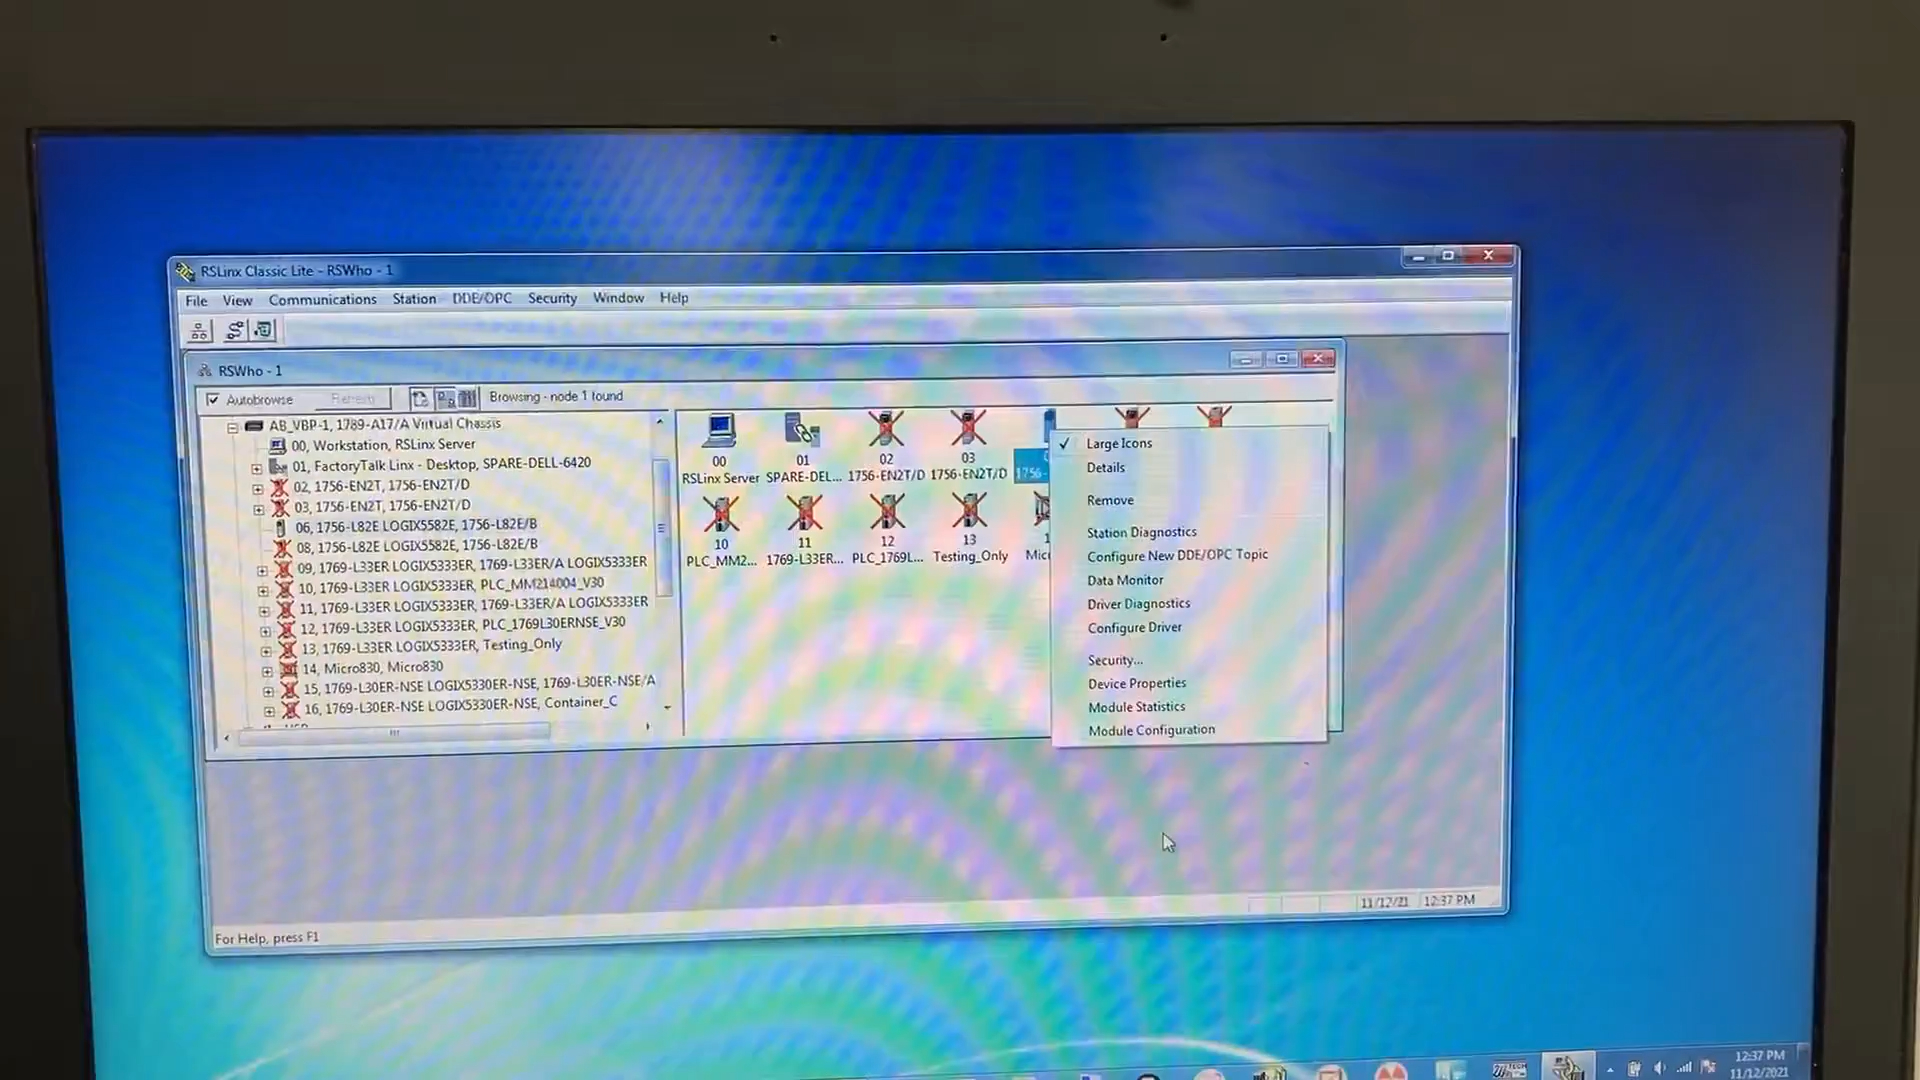 RSLinx Classic Lite - RSWho - 1
File View Communications Station DDE/OPC Security Window Help
RSWho - 1
Autobrowse Refresh Browsing - node 1 found
AB_VBP-1, 1789-A17/A Virtual Chassis
00, Workstation, RSLinx Server
01, FactoryTalk Linx - Desktop, SPARE-DELL-6420
02, 1756-EN2T, 1756-EN2T/D
03, 1756-EN2T, 1756-EN2T/D
06, 1756-L82E LOGIX5582E, 1756-L82E/B
08, 1756-L82E LOGIX5582E, 1756-L82E/B
09, 1769-L33ER LOGIX5333ER, 1769-L33ER/A LOGIX5333ER
10, 1769-L33ER LOGIX5333ER, PLC_MM214004_V30
11, 1769-L33ER LOGIX5333ER, 1769-L33ER/A LOGIX5333ER
12, 1769-L33ER LOGIX5333ER, PLC_1769L30ERNSE_V30
13, 1769-L33ER LOGIX5333ER, Testing_Only
14, Micro830, Micro830
15, 1769-L30ER-NSE LOGIX5330ER-NSE, 1769-L30ER-NSE/A
16, 1769-L30ER-NSE LOGIX5330ER-NSE, Container_C
00 01 02 03
RSLinx Server SPARE-DEL... 1756-EN2T/D 1756-EN2T/D 1756-
10 11 12 13
PLC_MM2... 1769-L33ER... PLC_1769L... Testing_Only Mic
Large Icons
Details
Remove
Station Diagnostics
Configure New DDE/OPC Topic
Data Monitor
Driver Diagnostics
Configure Driver
Security...
Device Properties
Module Statistics
Module Configuration
11/12/21 12:37 PM
For Help, press F1
12:37 PM
11/12/2021